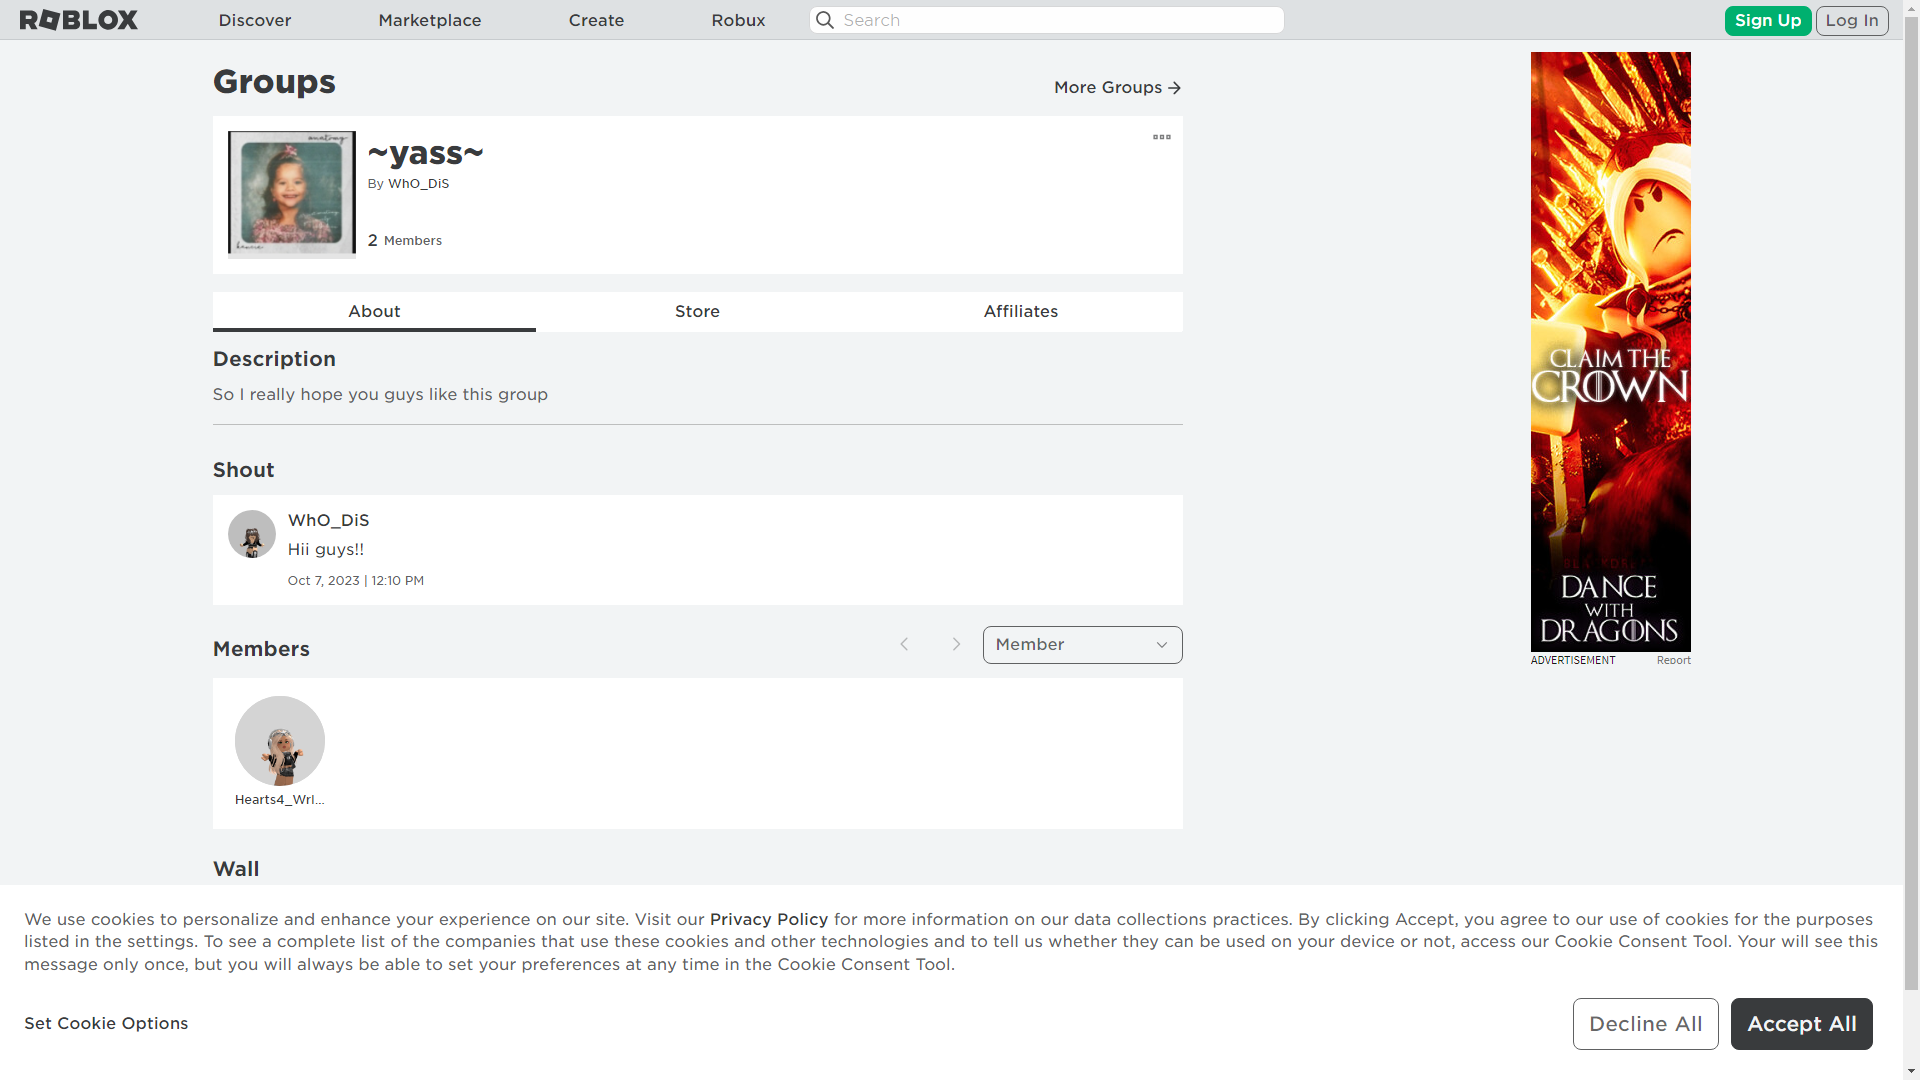 ROBLOX
Discover
Marketplace
Create
Robux
Search
Sign Up
Log In
Groups
More Groups
~yass~
By WhO_DiS
2 Members
About
Store
Affiliates
Description
So I really hope you guys like this group
Shout
WhO_DiS
Hii guys!!
Oct 7, 2023 | 12:10 PM
Members
Member
Hearts4_Wrl...
Wall
CLAIM THE
CROWN
DANCE
WITH
DRAGONS
ADVERTISEMENT
Report
We use cookies to personalize and enhance your experience on our site. Visit our Privacy Policy for more information on our data collections practices. By clicking Accept, you agree to our use of cookies for the purposes
listed in the settings. To see a complete list of the companies that use these cookies and other technologies and to tell us whether they can be used on your device or not, access our Cookie Consent Tool. Your will see this
message only once, but you will always be able to set your preferences at any time in the Cookie Consent Tool.
Set Cookie Options
Decline All
Accept All